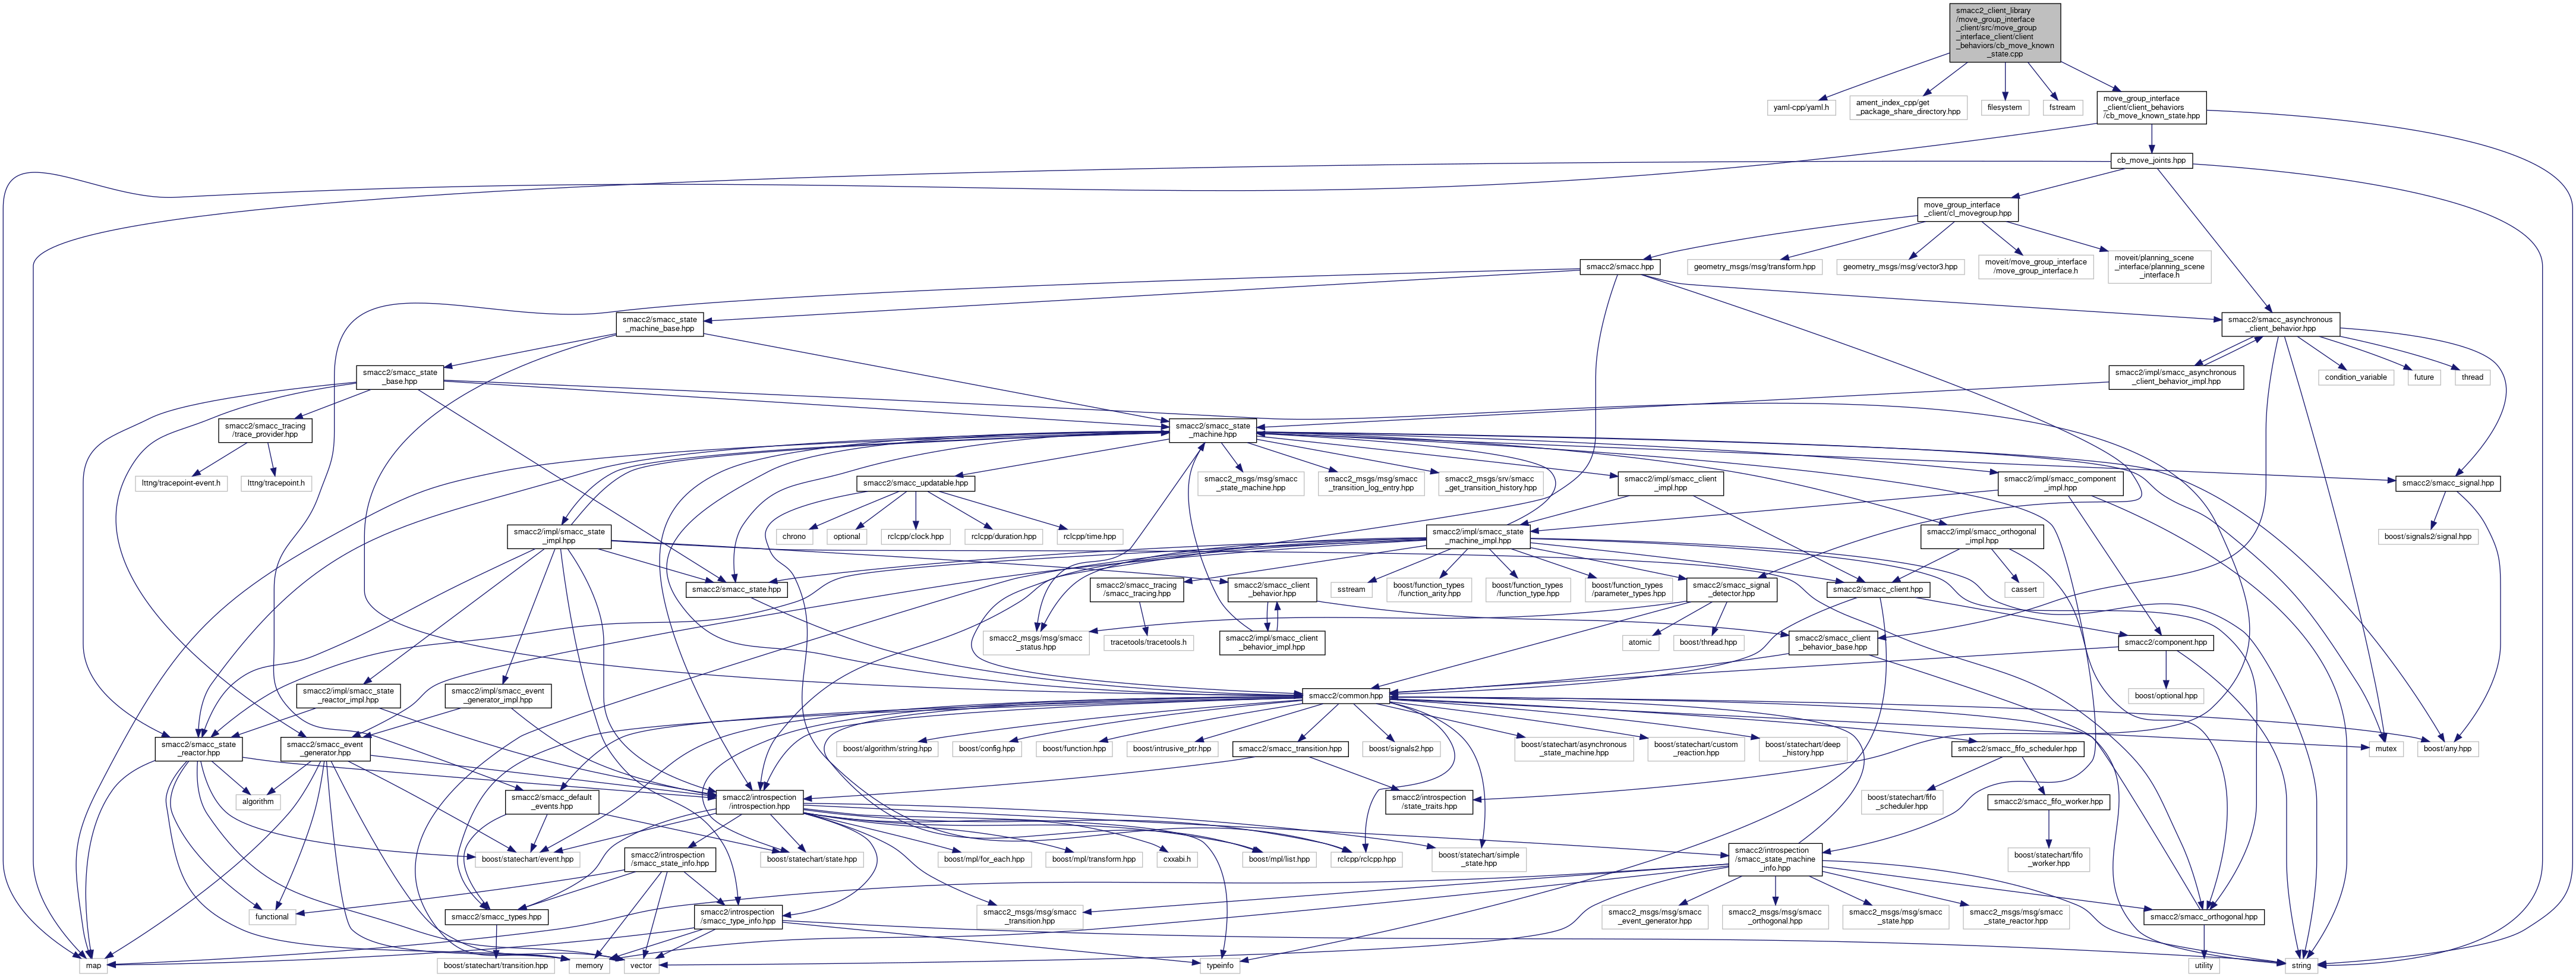 smacc2_client_library
/move_group_interface
_client/src/move_group
_interface_client/client
_behaviors/cb_move_known
_state.cpp
yaml-cpp/yaml.h
ament_index_cpp/get
_package_share_directory.hpp
filesystem
fstream
move_group_interface
_client/client_behaviors
/cb_move_known_state.hpp
cb_move_joints.hpp
move_group_interface
_client/cl_movegroup.hpp
smacc2/smacc.hpp
geometry_msgs/msg/transform.hpp
geometry_msgs/msg/vector3.hpp
moveit/move_group_interface
/move_group_interface.h
moveit/planning_scene
_interface/planning_scene
_interface.h
smacc2/smacc_state
_machine_base.hpp
smacc2/smacc_asynchronous
_client_behavior.hpp
smacc2/smacc_state
_base.hpp
smacc2/impl/smacc_asynchronous
_client_behavior_impl.hpp
condition_variable
future
thread
smacc2/smacc_tracing
/trace_provider.hpp
smacc2/smacc_state
_machine.hpp
lttng/tracepoint-event.h
lttng/tracepoint.h
smacc2/smacc_updatable.hpp
smacc2_msgs/msg/smacc
_state_machine.hpp
smacc2_msgs/msg/smacc
_transition_log_entry.hpp
smacc2_msgs/srv/smacc
_get_transition_history.hpp
smacc2/impl/smacc_client
_impl.hpp
smacc2/impl/smacc_component
_impl.hpp
smacc2/smacc_signal.hpp
smacc2/impl/smacc_state
_impl.hpp
chrono
optional
rclcpp/clock.hpp
rclcpp/duration.hpp
rclcpp/time.hpp
smacc2/impl/smacc_state
_machine_impl.hpp
smacc2/impl/smacc_orthogonal
_impl.hpp
boost/signals2/signal.hpp
smacc2/smacc_state.hpp
smacc2/smacc_tracing
/smacc_tracing.hpp
smacc2/smacc_client
_behavior.hpp
sstream
boost/function_types
/function_arity.hpp
boost/function_types
/function_type.hpp
boost/function_types
/parameter_types.hpp
smacc2/smacc_signal
_detector.hpp
smacc2/smacc_client.hpp
cassert
smacc2_msgs/msg/smacc
_status.hpp
tracetools/tracetools.h
smacc2/impl/smacc_client
_behavior_impl.hpp
atomic
boost/thread.hpp
smacc2/smacc_client
_behavior_base.hpp
smacc2/component.hpp
smacc2/impl/smacc_state
_reactor_impl.hpp
smacc2/impl/smacc_event
_generator_impl.hpp
smacc2/common.hpp
boost/optional.hpp
smacc2/smacc_state
_reactor.hpp
smacc2/smacc_event
_generator.hpp
boost/algorithm/string.hpp
boost/config.hpp
boost/function.hpp
boost/intrusive_ptr.hpp
smacc2/smacc_transition.hpp
boost/signals2.hpp
boost/statechart/asynchronous
_state_machine.hpp
boost/statechart/custom
_reaction.hpp
boost/statechart/deep
_history.hpp
smacc2/smacc_fifo_scheduler.hpp
mutex
boost/any.hpp
algorithm
smacc2/smacc_default
_events.hpp
smacc2/introspection
/introspection.hpp
smacc2/introspection
/state_traits.hpp
boost/statechart/fifo
_scheduler.hpp
smacc2/smacc_fifo_worker.hpp
boost/statechart/event.hpp
smacc2/introspection
/smacc_state_info.hpp
boost/statechart/state.hpp
boost/mpl/for_each.hpp
boost/mpl/transform.hpp
cxxabi.h
boost/mpl/list.hpp
rclcpp/rclcpp.hpp
boost/statechart/simple
_state.hpp
smacc2/introspection
/smacc_state_machine
_info.hpp
boost/statechart/fifo
_worker.hpp
functional
smacc2/smacc_types.hpp
smacc2/introspection
/smacc_type_info.hpp
smacc2_msgs/msg/smacc
_transition.hpp
smacc2_msgs/msg/smacc
_event_generator.hpp
smacc2_msgs/msg/smacc
_orthogonal.hpp
smacc2_msgs/msg/smacc
_state.hpp
smacc2_msgs/msg/smacc
_state_reactor.hpp
smacc2/smacc_orthogonal.hpp
map
boost/statechart/transition.hpp
memory
vector
typeinfo
utility
string